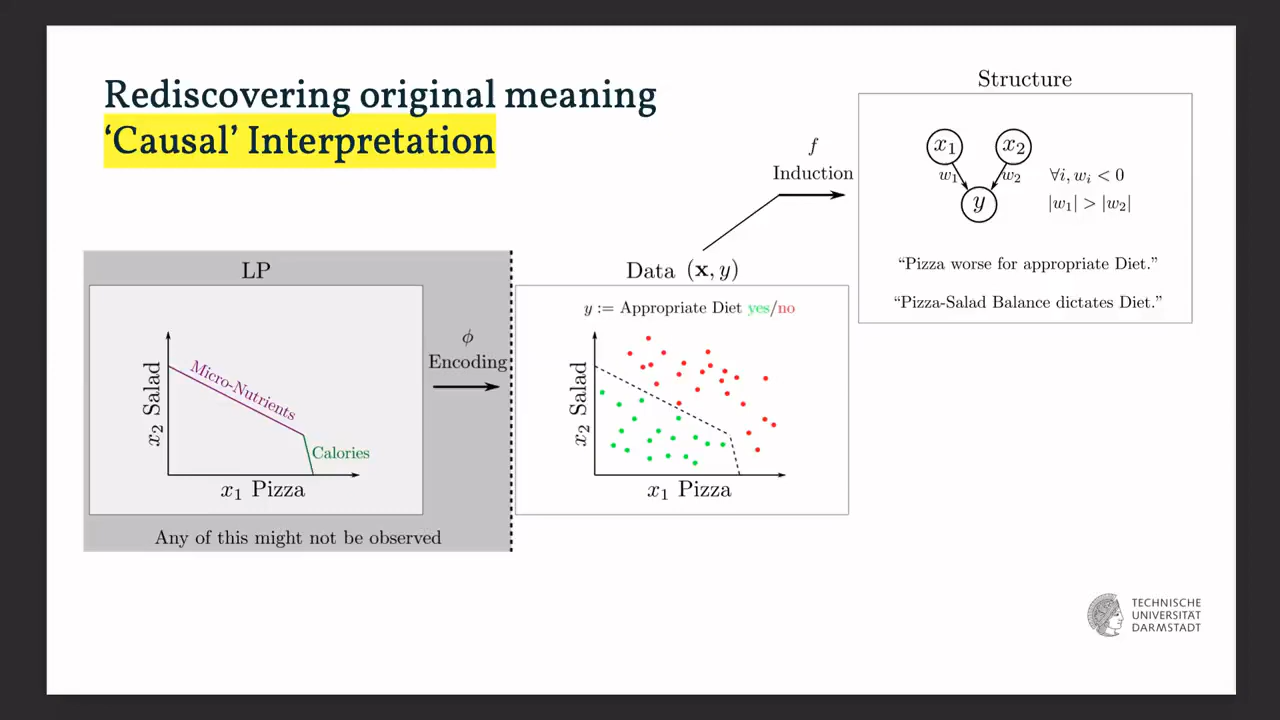 Rediscovering original meaning
‘Causal’ Interpretation
LP
x₂ Salad
Micro-Nutrients
Calories
x₁ Pizza
Any of this might not be observed
ϕ
Encoding
Data (𝐱, y)
y := Appropriate Diet yes/no
x₂ Salad
x₁ Pizza
f
Induction
Structure
x₁ x₂
w₁ w₂
y
∀i, wᵢ < 0
|w₁| > |w₂|
“Pizza worse for appropriate Diet.”
“Pizza-Salad Balance dictates Diet.”
TECHNISCHE
UNIVERSITÄT
DARMSTADT